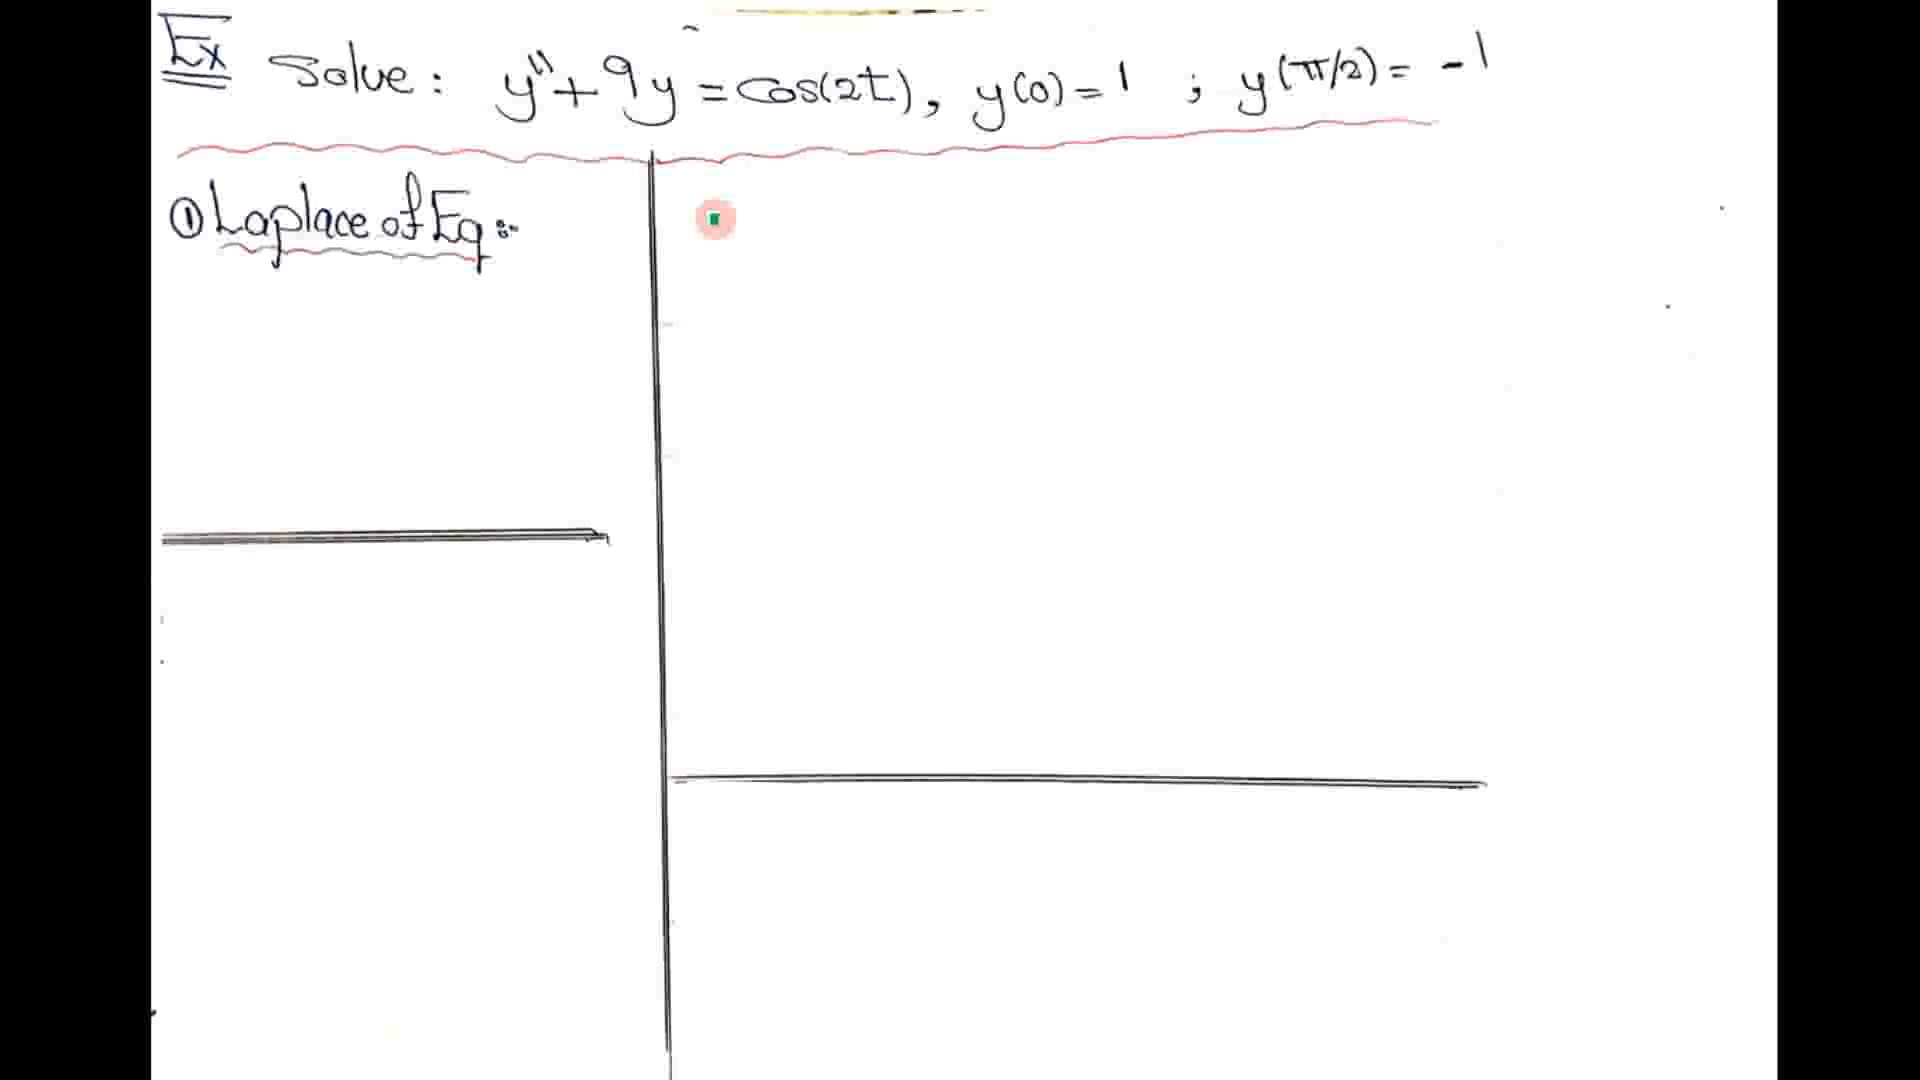 Ex Solve: y'' + 9y = Cos(2t), y(0) = 1 ; y(π/2) = -1
① Laplace of Eq:-